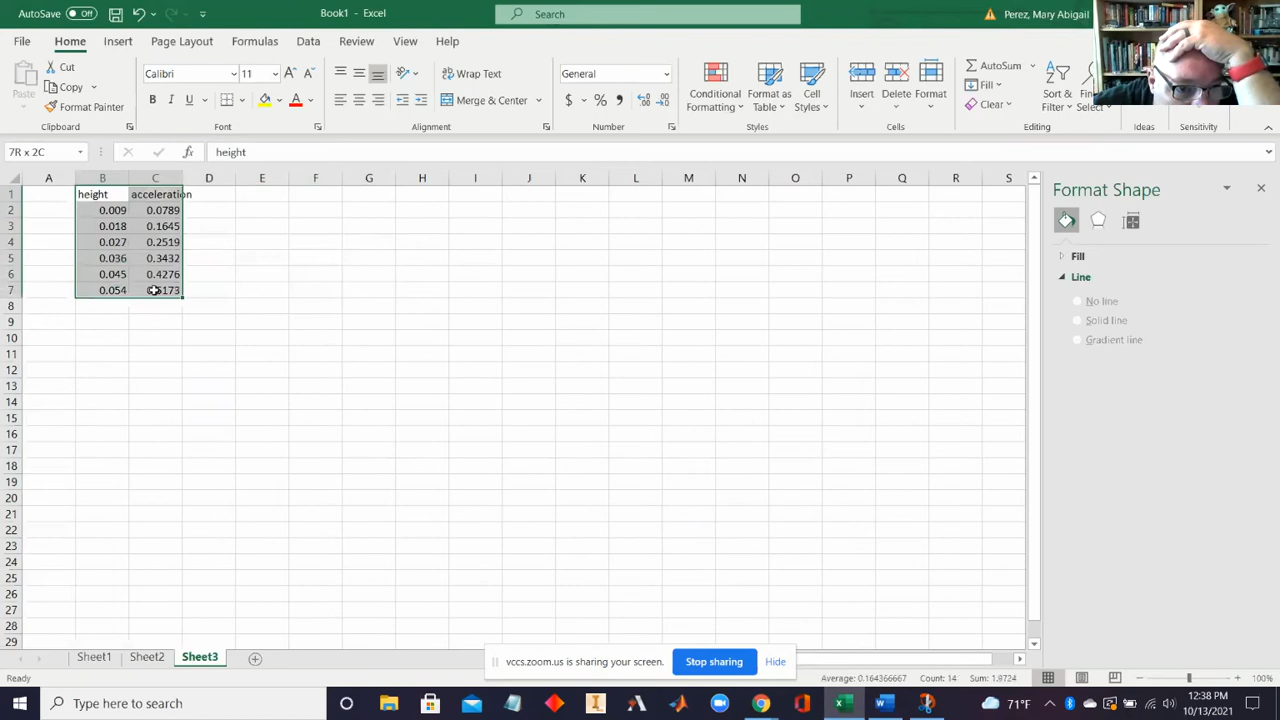 AutoSave Off Book1 - Excel Search Perez, Mary Abigail
File Home Insert Page Layout Formulas Data Review View Help
Paste Cut Copy Format Painter
Calibri 11 B I U A
Wrap Text Merge & Center
General $ % 9
Conditional Formatting Format as Table Cell Styles
Insert Delete Format
AutoSum Fill Clear Sort & Filter
Clipboard Font Alignment Number Styles Cells Editing Ideas Sensitivity
7R x 2C fx height
A B C D E F G H I J K L M N O P Q R S
1 height acceleration
2 0.009 0.0789
3 0.018 0.1645
4 0.027 0.2519
5 0.036 0.3432
6 0.045 0.4276
7 0.054
8
9
10
11
12
13
14
15
16
17
18
19
20
21
22
23
24
25
26
27
28
29
Format Shape
Fill
Line
No line
Solid line
Gradient line
Sheet1 Sheet2 Sheet3
vccs.zoom.us is sharing your screen. Stop sharing Hide
Ready Average: 0.164366667 Count: 14 Sum: 1.9724 100%
Type here to search 71°F 12:38 PM
10/13/2021